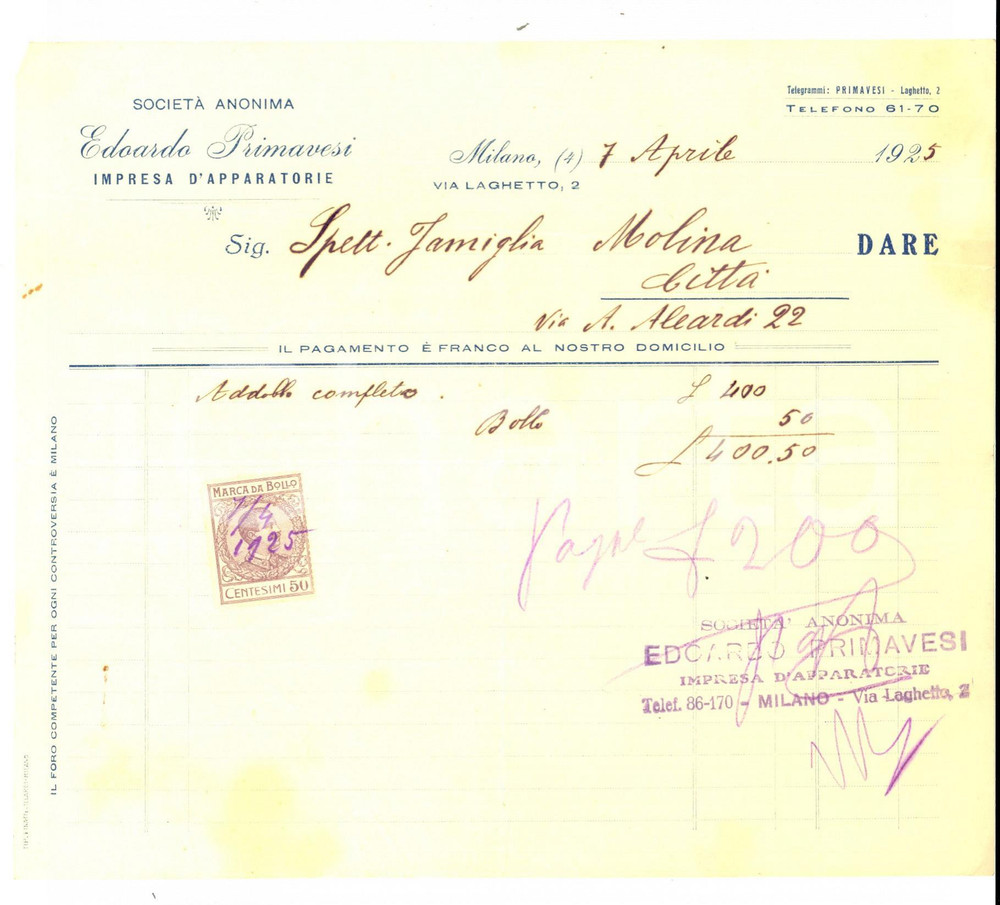 SOCIETÀ ANONIMA
Edoardo Primavesi
IMPRESA D'APPARATORIE
Telegrammi: PRIMAVESI - Laghetto, 2
TELEFONO 61-70
Milano, (4) 7 Aprile 1925
VIA LAGHETTO, 2
Sig. Spett. Famiglia Molina DARE
Città
Via A. Aleardi 22
IL PAGAMENTO È FRANCO AL NOSTRO DOMICILIO
Addobbo completo . £ 400
Bollo 50
£ 400.50
MARCA DA BOLLO
7/4
1925
CENTESIMI 50
£ 200
SOCIETA' ANONIMA
EDOARDO PRIMAVESI
IMPRESA D'APPARATORIE
Telef. 86-170 - MILANO - Via Laghetto, 2
IL FORO COMPETENTE PER OGNI CONTROVERSIA È MILANO